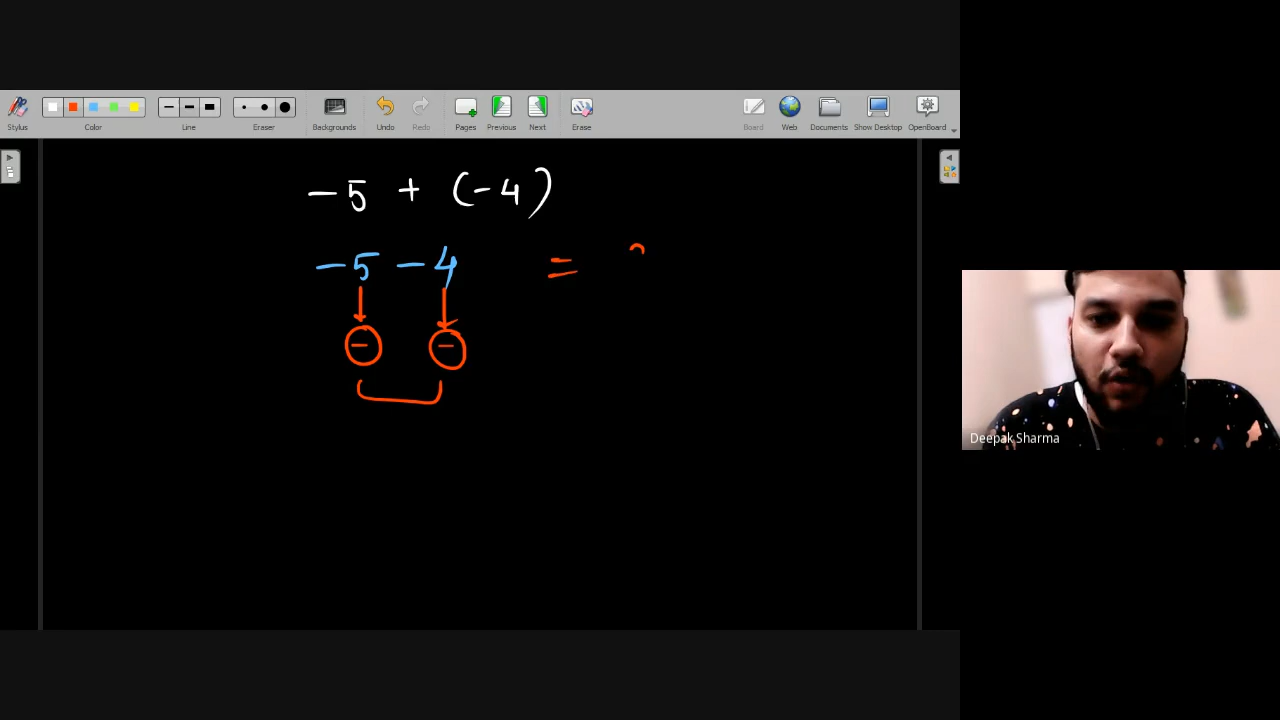 Stylus Color Line Eraser Backgrounds Undo Redo Pages Previous Next Erase Board Web Documents Show Desktop OpenBoard
-5 + (-4)
-5 -4 =
- -
Deepak Sharma